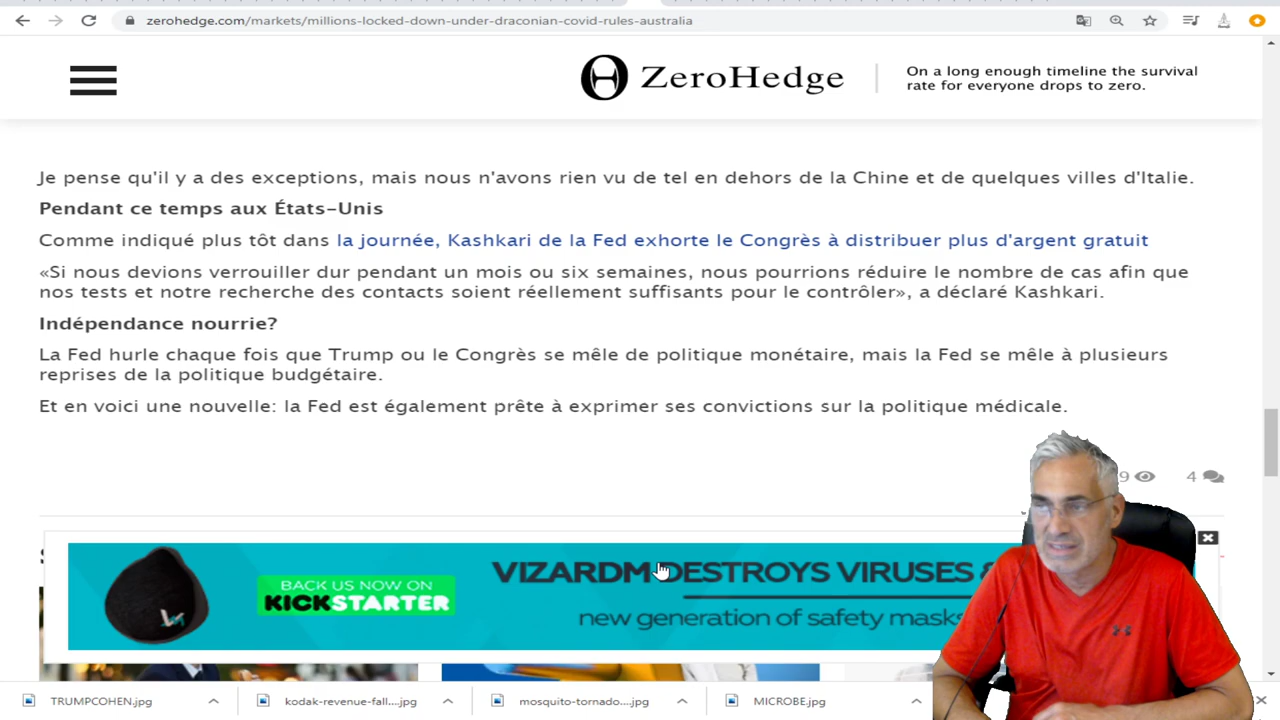 zerohedge.com/markets/millions-locked-down-under-draconian-covid-rules-australia
ZeroHedge
On a long enough timeline the survival
rate for everyone drops to zero.
Je pense qu'il y a des exceptions, mais nous n'avons rien vu de tel en dehors de la Chine et de quelques villes d'Italie.
Pendant ce temps aux États-Unis
Comme indiqué plus tôt dans la journée, Kashkari de la Fed exhorte le Congrès à distribuer plus d'argent gratuit
«Si nous devions verrouiller dur pendant un mois ou six semaines, nous pourrions réduire le nombre de cas afin que
nos tests et notre recherche des contacts soient réellement suffisants pour le contrôler», a déclaré Kashkari.
Indépendance nourrie?
La Fed hurle chaque fois que Trump ou le Congrès se mêle de politique monétaire, mais la Fed se mêle à plusieurs
reprises de la politique budgétaire.
Et en voici une nouvelle: la Fed est également prête à exprimer ses convictions sur la politique médicale.
9 4
BACK US NOW ON
KICKSTARTER
VIZARDM DESTROYS VIRUSES &
new generation of safety masks
TRUMPCOHEN.jpg
kodak-revenue-fall....jpg
mosquito-tornado....jpg
MICROBE.jpg